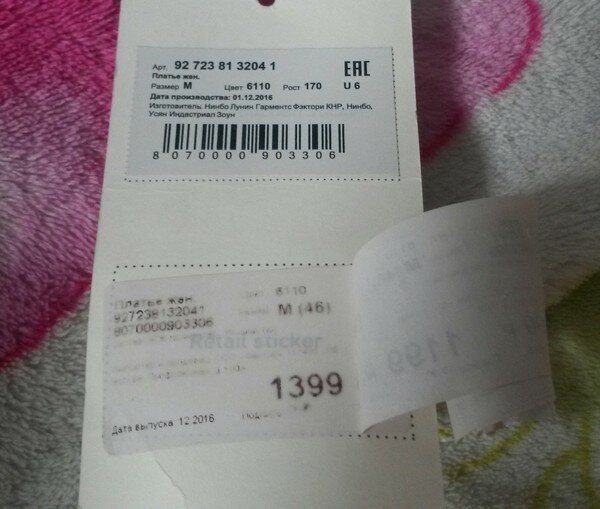 Арт. 92 723 81 3204 1 EAC
Платье жен.
Размер M Цвет 6110 Рост 170 U 6
Дата производства: 01.12.2016
Изготовитель: Нинбо Лунин Гарментс Фэктори КНР, Нинбо,
Усян Индастриал Зоун
8 070000 903306
Платье жен 6110
927238132041 M (46)
8070000903306
Retail sticker
1399
Дата выпуска 12.2016
1199